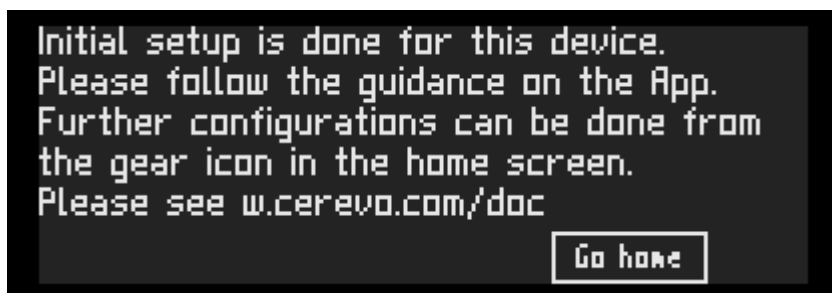 Initial setup is done for this device.
Please follow the guidance on the App.
Further configurations can be done from
the gear icon in the home screen.
Please see w.cerevo.com/doc
Go home